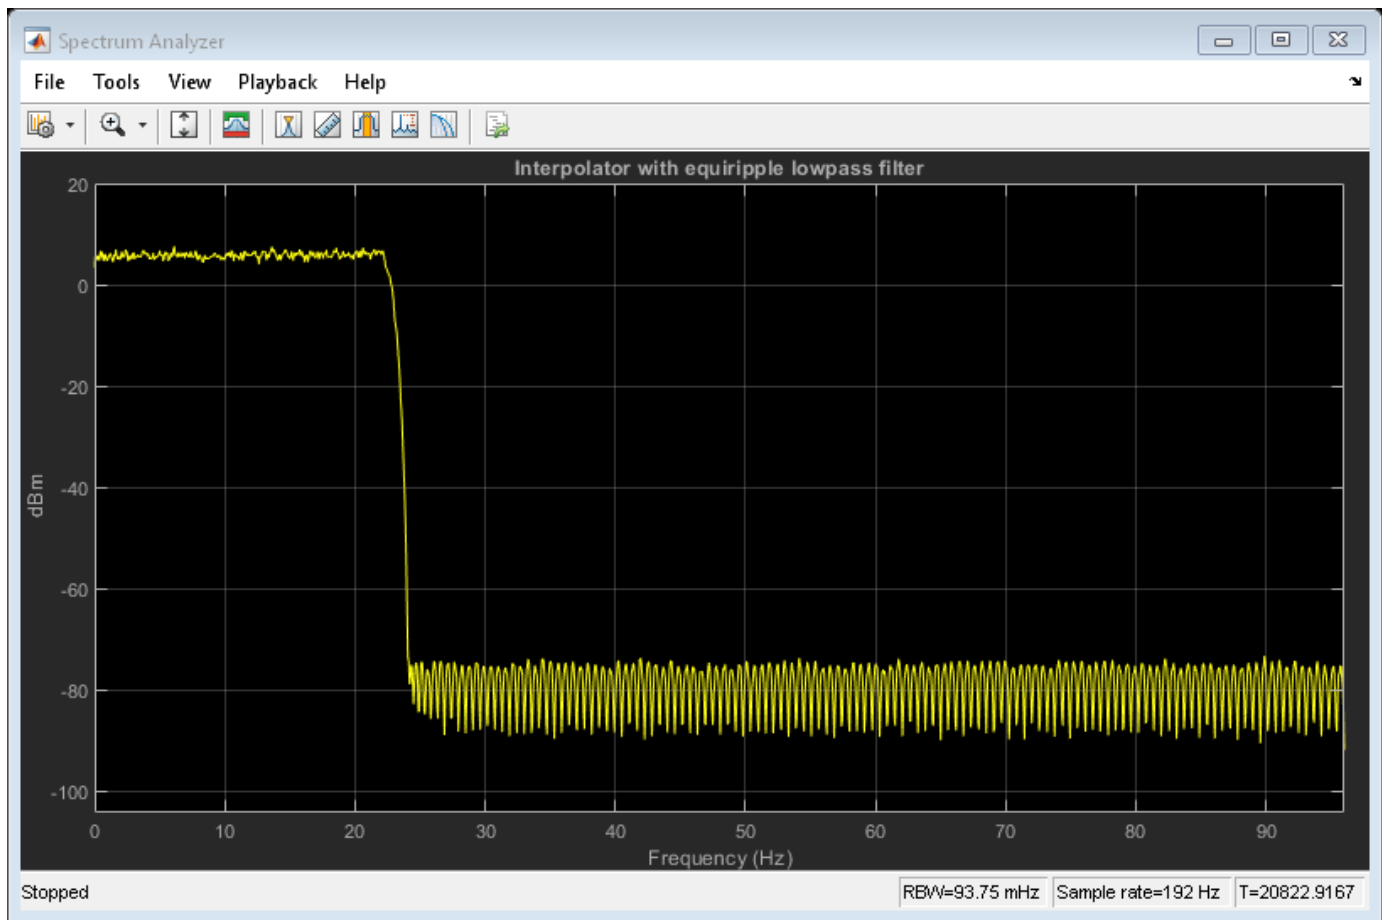 Spectrum Analyzer
File Tools View Playback Help
Interpolator with equiripple lowpass filter
20
0
-20
-40
-60
-80
-100
dBm
0 10 20 30 40 50 60 70 80 90
Frequency (Hz)
Stopped RBW=93.75 mHz Sample rate=192 Hz T=20822.9167